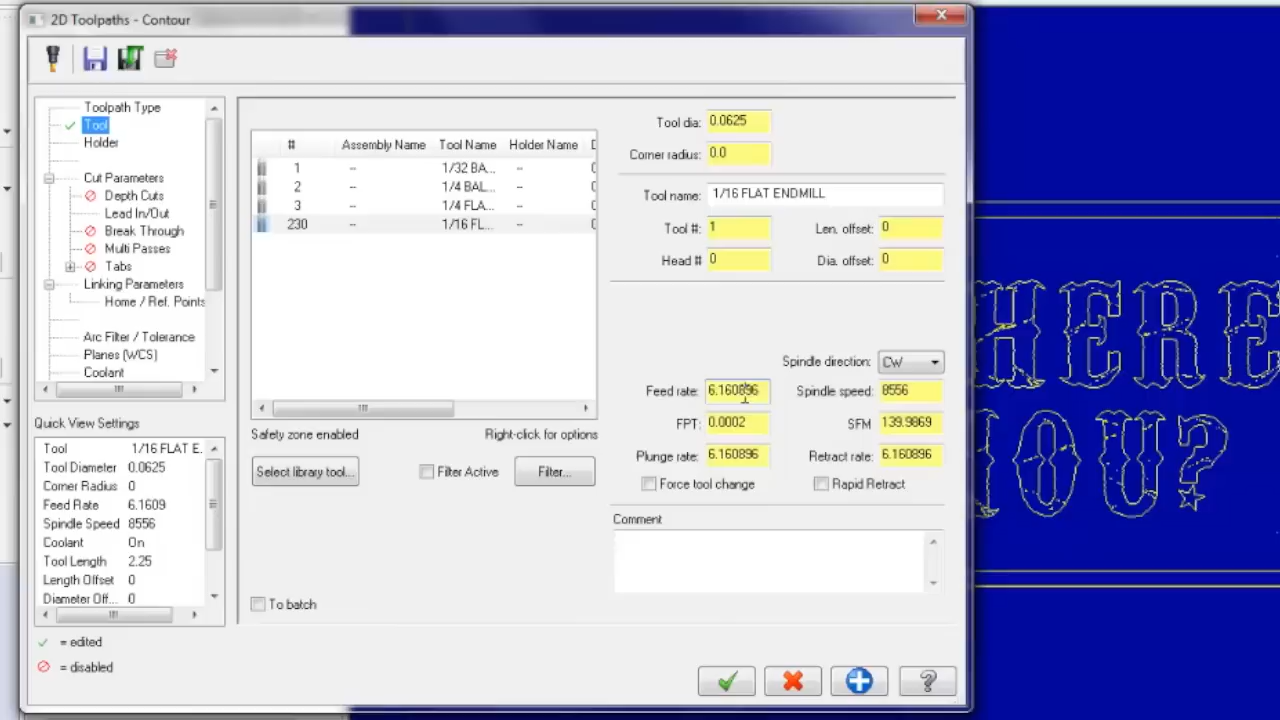 2D Toolpaths - Contour
Toolpath Type
Tool
Holder
Cut Parameters
Depth Cuts
Lead In/Out
Break Through
Multi Passes
Tabs
Linking Parameters
Home / Ref. Points
Arc Filter / Tolerance
Planes (WCS)
Coolant
Quick View Settings
Tool 1/16 FLAT E...
Tool Diameter 0.0625
Corner Radius 0
Feed Rate 6.1609
Spindle Speed 8556
Coolant On
Tool Length 2.25
Length Offset 0
Diameter Off... 0
= edited
= disabled
# Assembly Name Tool Name Holder Name
1 -- 1/32 BA... --
2 -- 1/4 BAL... --
3 -- 1/4 FLA... --
230 -- 1/16 FL... --
Safety zone enabled Right-click for options
Select library tool... Filter Active Filter...
To batch
Tool dia: 0.0625
Corner radius: 0.0
Tool name: 1/16 FLAT ENDMILL
Tool #: 1 Len. offset: 0
Head # 0 Dia. offset: 0
Spindle direction: CW
Feed rate: 6.160896 Spindle speed: 8556
FPT: 0.0002 SFM 139.9869
Plunge rate: 6.160896 Retract rate: 6.160896
Force tool change Rapid Retract
Comment
HERE
YOU?